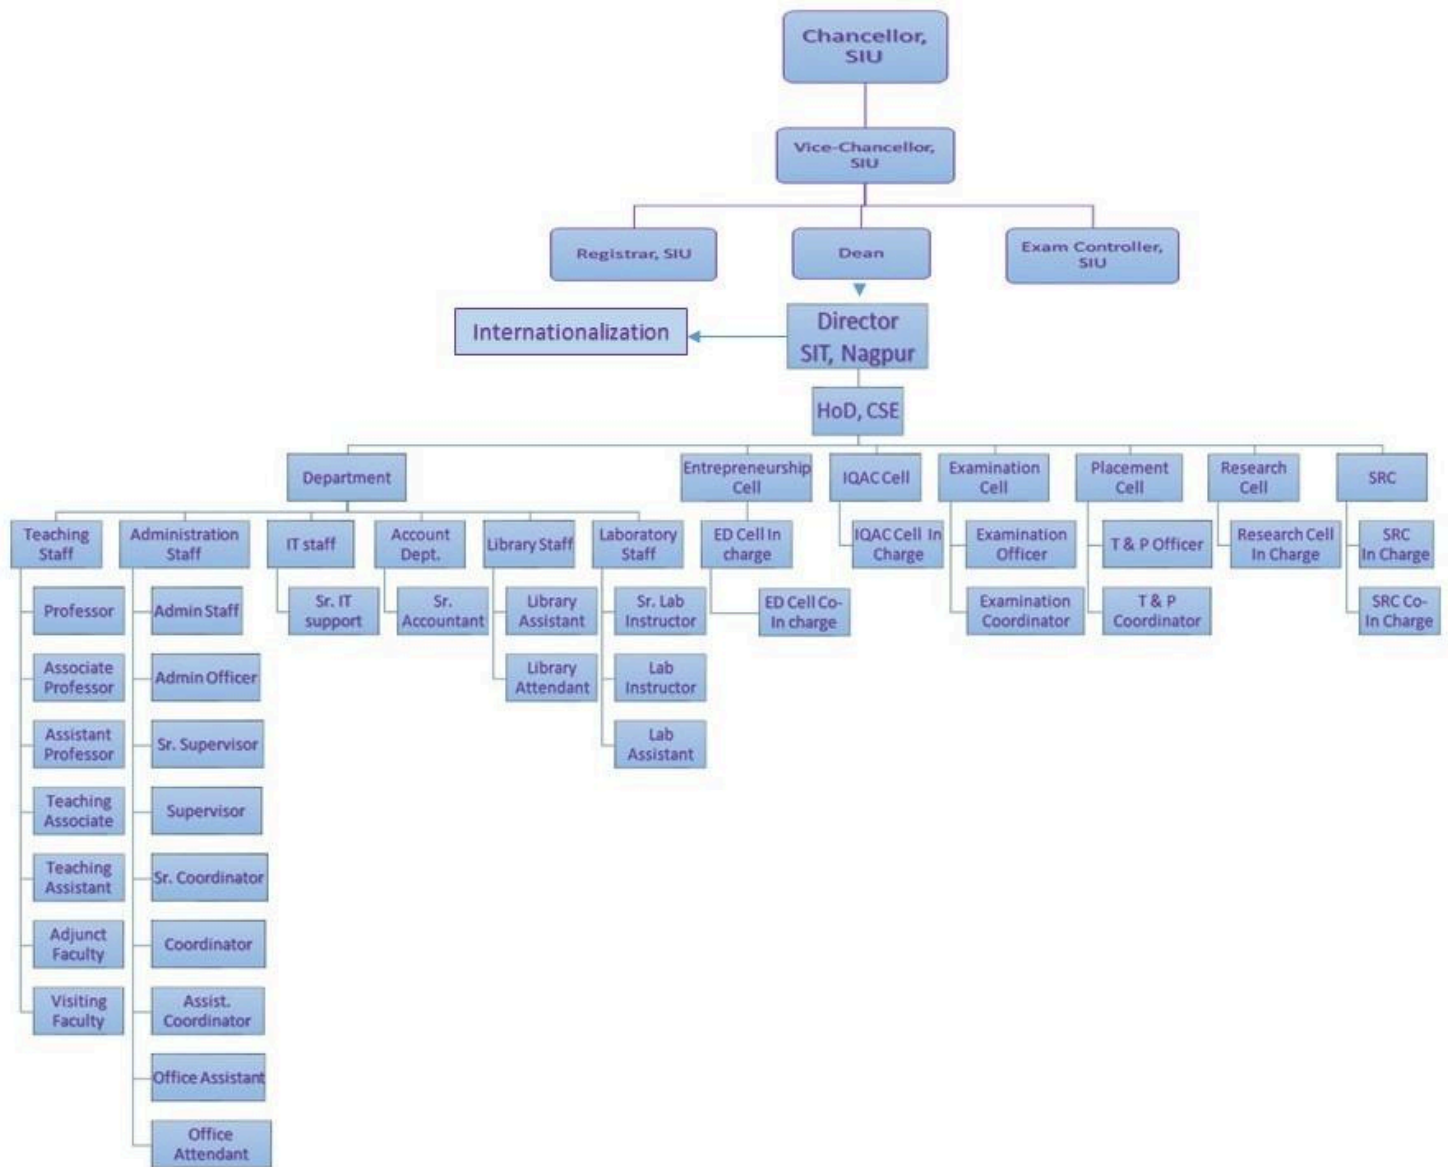 Chancellor,
SIU
Vice-Chancellor,
SIU
Registrar, SIU
Dean
Exam Controller,
SIU
Internationalization
Director
SIT, Nagpur
HoD, CSE
Department
Entrepreneurship
Cell
IQAC Cell
Examination
Cell
Placement
Cell
Research
Cell
SRC
Teaching
Staff
Administration
Staff
IT staff
Account
Dept.
Library Staff
Laboratory
Staff
ED Cell In
charge
IQAC Cell In
Charge
Examination
Officer
T & P Officer
Research Cell
In Charge
SRC
In Charge
Professor
Admin Staff
Sr. IT
support
Sr.
Accountant
Library
Assistant
Sr. Lab
Instructor
ED Cell Co-
In charge
Examination
Coordinator
T & P
Coordinator
SRC Co-
In Charge
Associate
Professor
Admin Officer
Library
Attendant
Lab
Instructor
Assistant
Professor
Sr. Supervisor
Lab
Assistant
Teaching
Associate
Supervisor
Teaching
Assistant
Sr. Coordinator
Adjunct
Faculty
Coordinator
Visiting
Faculty
Assist.
Coordinator
Office Assistant
Office
Attendant